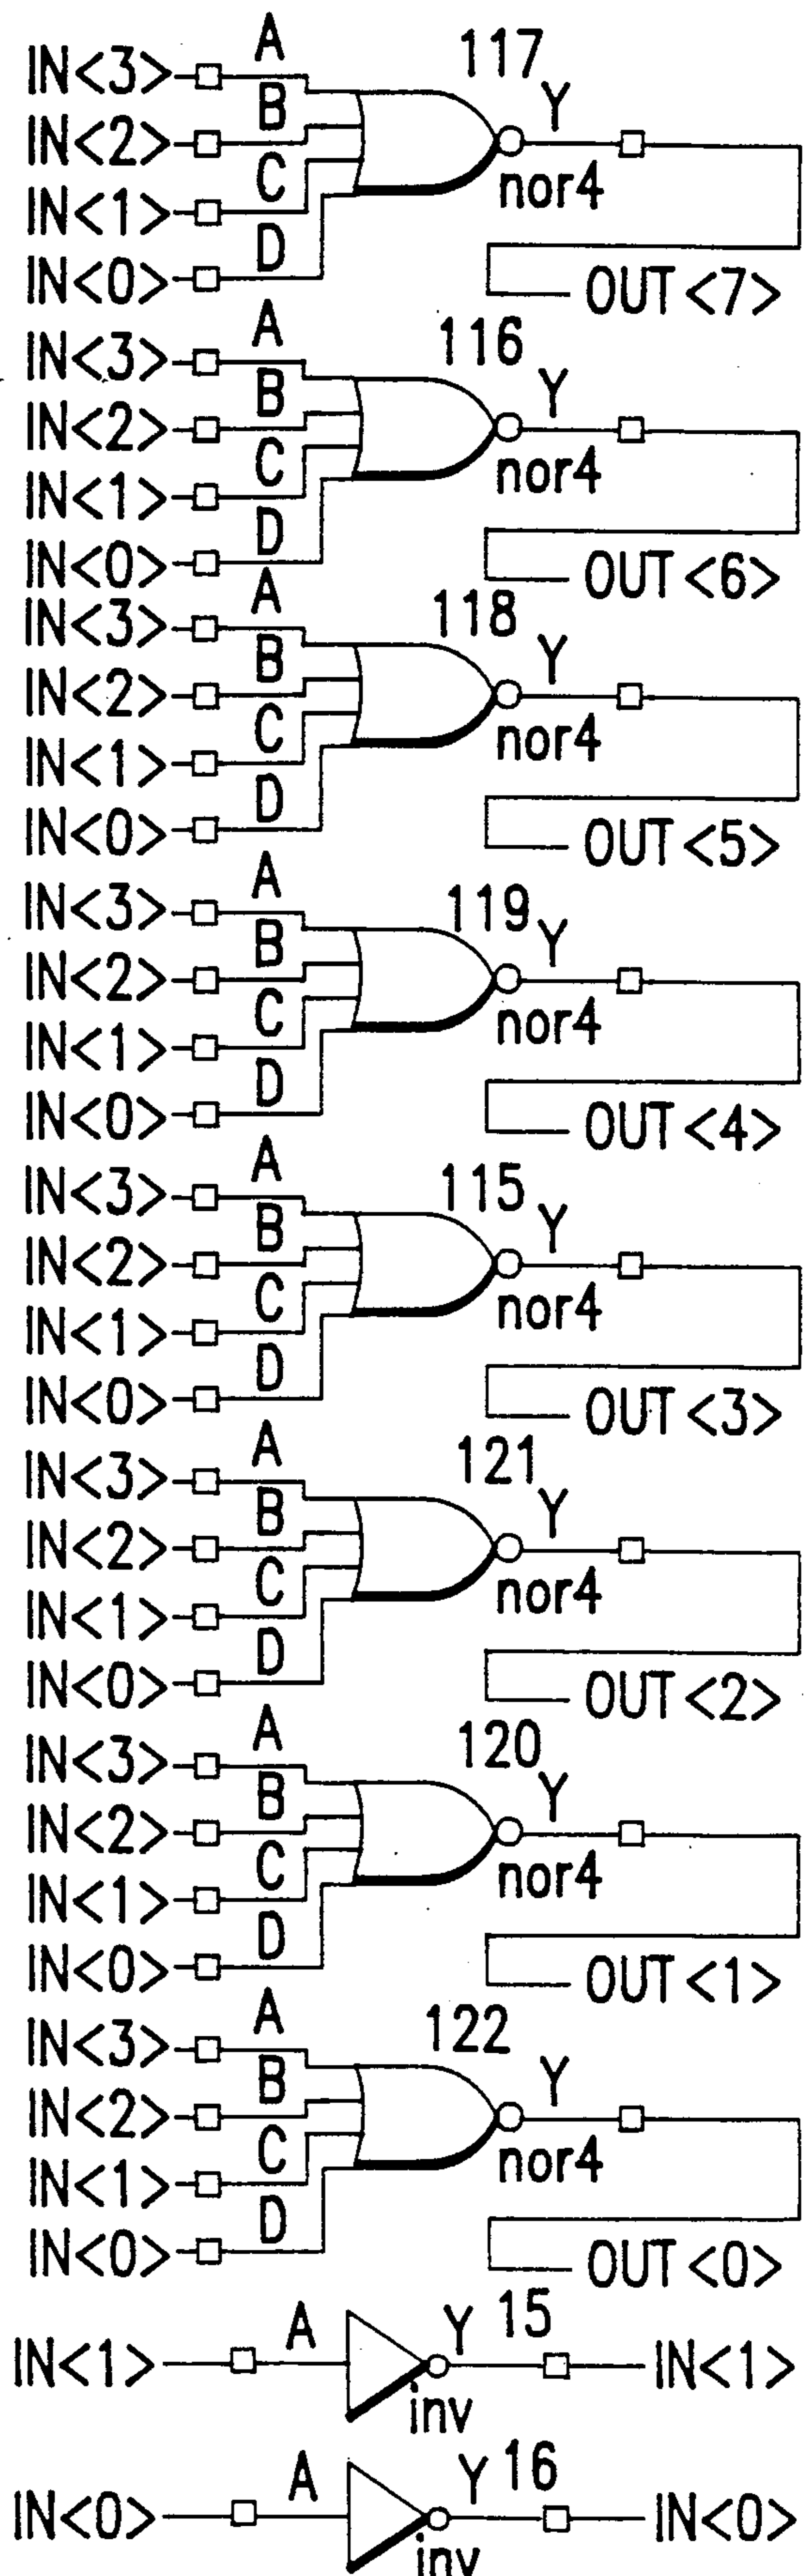 A
117
IN<3>
B
Y
IN<2>
C
nor4
IN<1>
D
IN<0>
OUT<7>
A
116
IN<3>
B
Y
IN<2>
C
nor4
IN<1>
D
IN<0>
OUT<6>
A
118
IN<3>
B
Y
IN<2>
C
nor4
IN<1>
D
IN<0>
OUT<5>
A
119
IN<3>
B
Y
IN<2>
C
nor4
IN<1>
D
IN<0>
OUT<4>
A
115
IN<3>
B
Y
IN<2>
C
nor4
IN<1>
D
IN<0>
OUT<3>
A
121
IN<3>
B
Y
IN<2>
C
nor4
IN<1>
D
IN<0>
OUT<2>
A
120
IN<3>
B
Y
IN<2>
C
nor4
IN<1>
D
IN<0>
OUT<1>
A
122
IN<3>
B
Y
IN<2>
C
nor4
IN<1>
D
IN<0>
OUT<0>
A
Y
15
IN<1>
IN<1>
inv
A
Y
16
IN<0>
IN<0>
inv